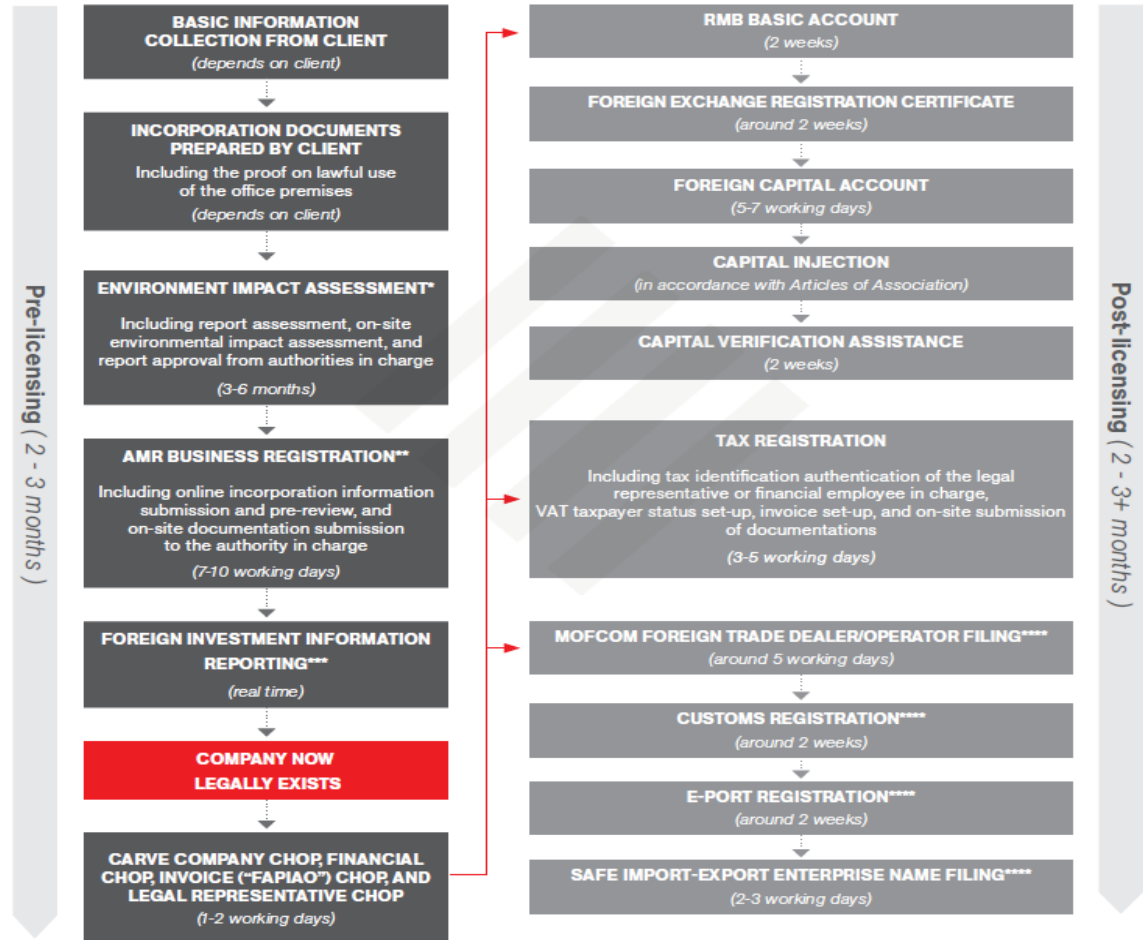 BASIC INFORMATION
COLLECTION FROM CLIENT
(depends on client)
INCORPORATION DOCUMENTS
PREPARED BY CLIENT
Including the proof on lawful use
of the office premises
(depends on client)
ENVIRONMENT IMPACT ASSESSMENT*
Including report assessment, on-site
environmental impact assessment, and
report approval from authorities in charge
(3-6 months)
AMR BUSINESS REGISTRATION**
Including online incorporation information
submission and pre-review, and
on-site documentation submission
to the authority in charge
(7-10 working days)
FOREIGN INVESTMENT INFORMATION
REPORTING***
(real time)
COMPANY NOW
LEGALLY EXISTS
CARVE COMPANY CHOP, FINANCIAL
CHOP, INVOICE (“FAPIAO”) CHOP, AND
LEGAL REPRESENTATIVE CHOP
(1-2 working days)
Pre-licensing ( 2 - 3 months )
RMB BASIC ACCOUNT
(2 weeks)
FOREIGN EXCHANGE REGISTRATION CERTIFICATE
(around 2 weeks)
FOREIGN CAPITAL ACCOUNT
(5-7 working days)
CAPITAL INJECTION
(in accordance with Articles of Association)
CAPITAL VERIFICATION ASSISTANCE
(2 weeks)
TAX REGISTRATION
Including tax identification authentication of the legal
representative or financial employee in charge,
VAT taxpayer status set-up, invoice set-up, and on-site submission
of documentations
(3-5 working days)
MOFCOM FOREIGN TRADE DEALER/OPERATOR FILING****
(around 5 working days)
CUSTOMS REGISTRATION****
(around 2 weeks)
E-PORT REGISTRATION****
(around 2 weeks)
SAFE IMPORT-EXPORT ENTERPRISE NAME FILING****
(2-3 working days)
Post-licensing ( 2 - 3+ months )